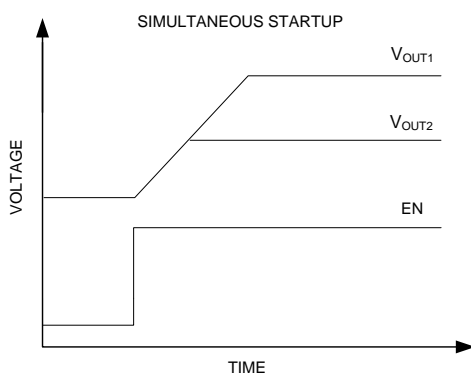 SIMULTANEOUS STARTUP
VOUT1
VOUT2
VOLTAGE
EN
TIME